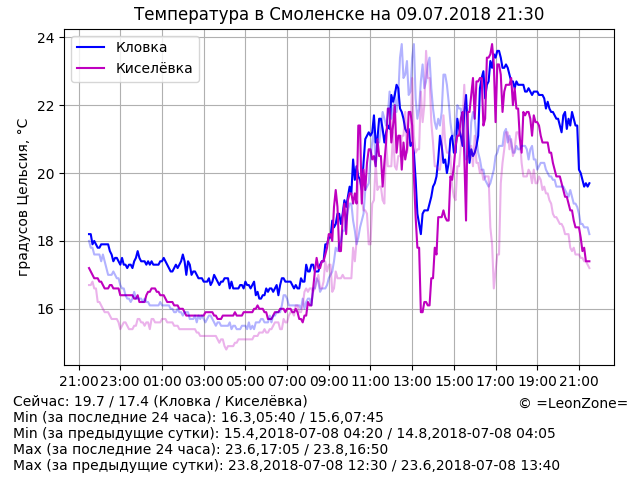 Температура в Смоленске на 09.07.2018 21:30
Кловка
Киселёвка
градусов Цельсия, °C
24
22
20
18
16
21:00 23:00 01:00 03:00 05:00 07:00 09:00 11:00 13:00 15:00 17:00 19:00 21:00
Сейчас: 19.7 / 17.4 (Кловка / Киселёвка)
© =LeonZone=
Min (за последние 24 часа): 16.3,05:40 / 15.6,07:45
Min (за предыдущие сутки): 15.4,2018-07-08 04:20 / 14.8,2018-07-08 04:05
Max (за последние 24 часа): 23.6,17:05 / 23.8,16:50
Max (за предыдущие сутки): 23.8,2018-07-08 12:30 / 23.6,2018-07-08 13:40